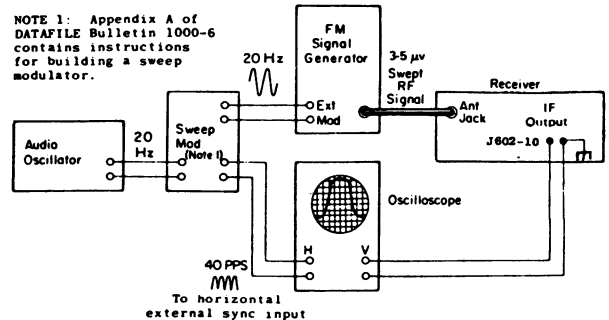 NOTE 1: Appendix A of
DATAFILE Bulletin 1000-6
contains instructions
for building a sweep
modulator.
FM
Signal
Generator
20 Hz
3-5 μv
Swept
RF
Signal
Receiver
Ext
Mod
Ant
Jack
IF
Output
J602-10
Audio
Oscillator
20
Hz
Sweep
Mod
(Note 1)
Oscilloscope
H
V
40 PPS
To horizontal
external sync input